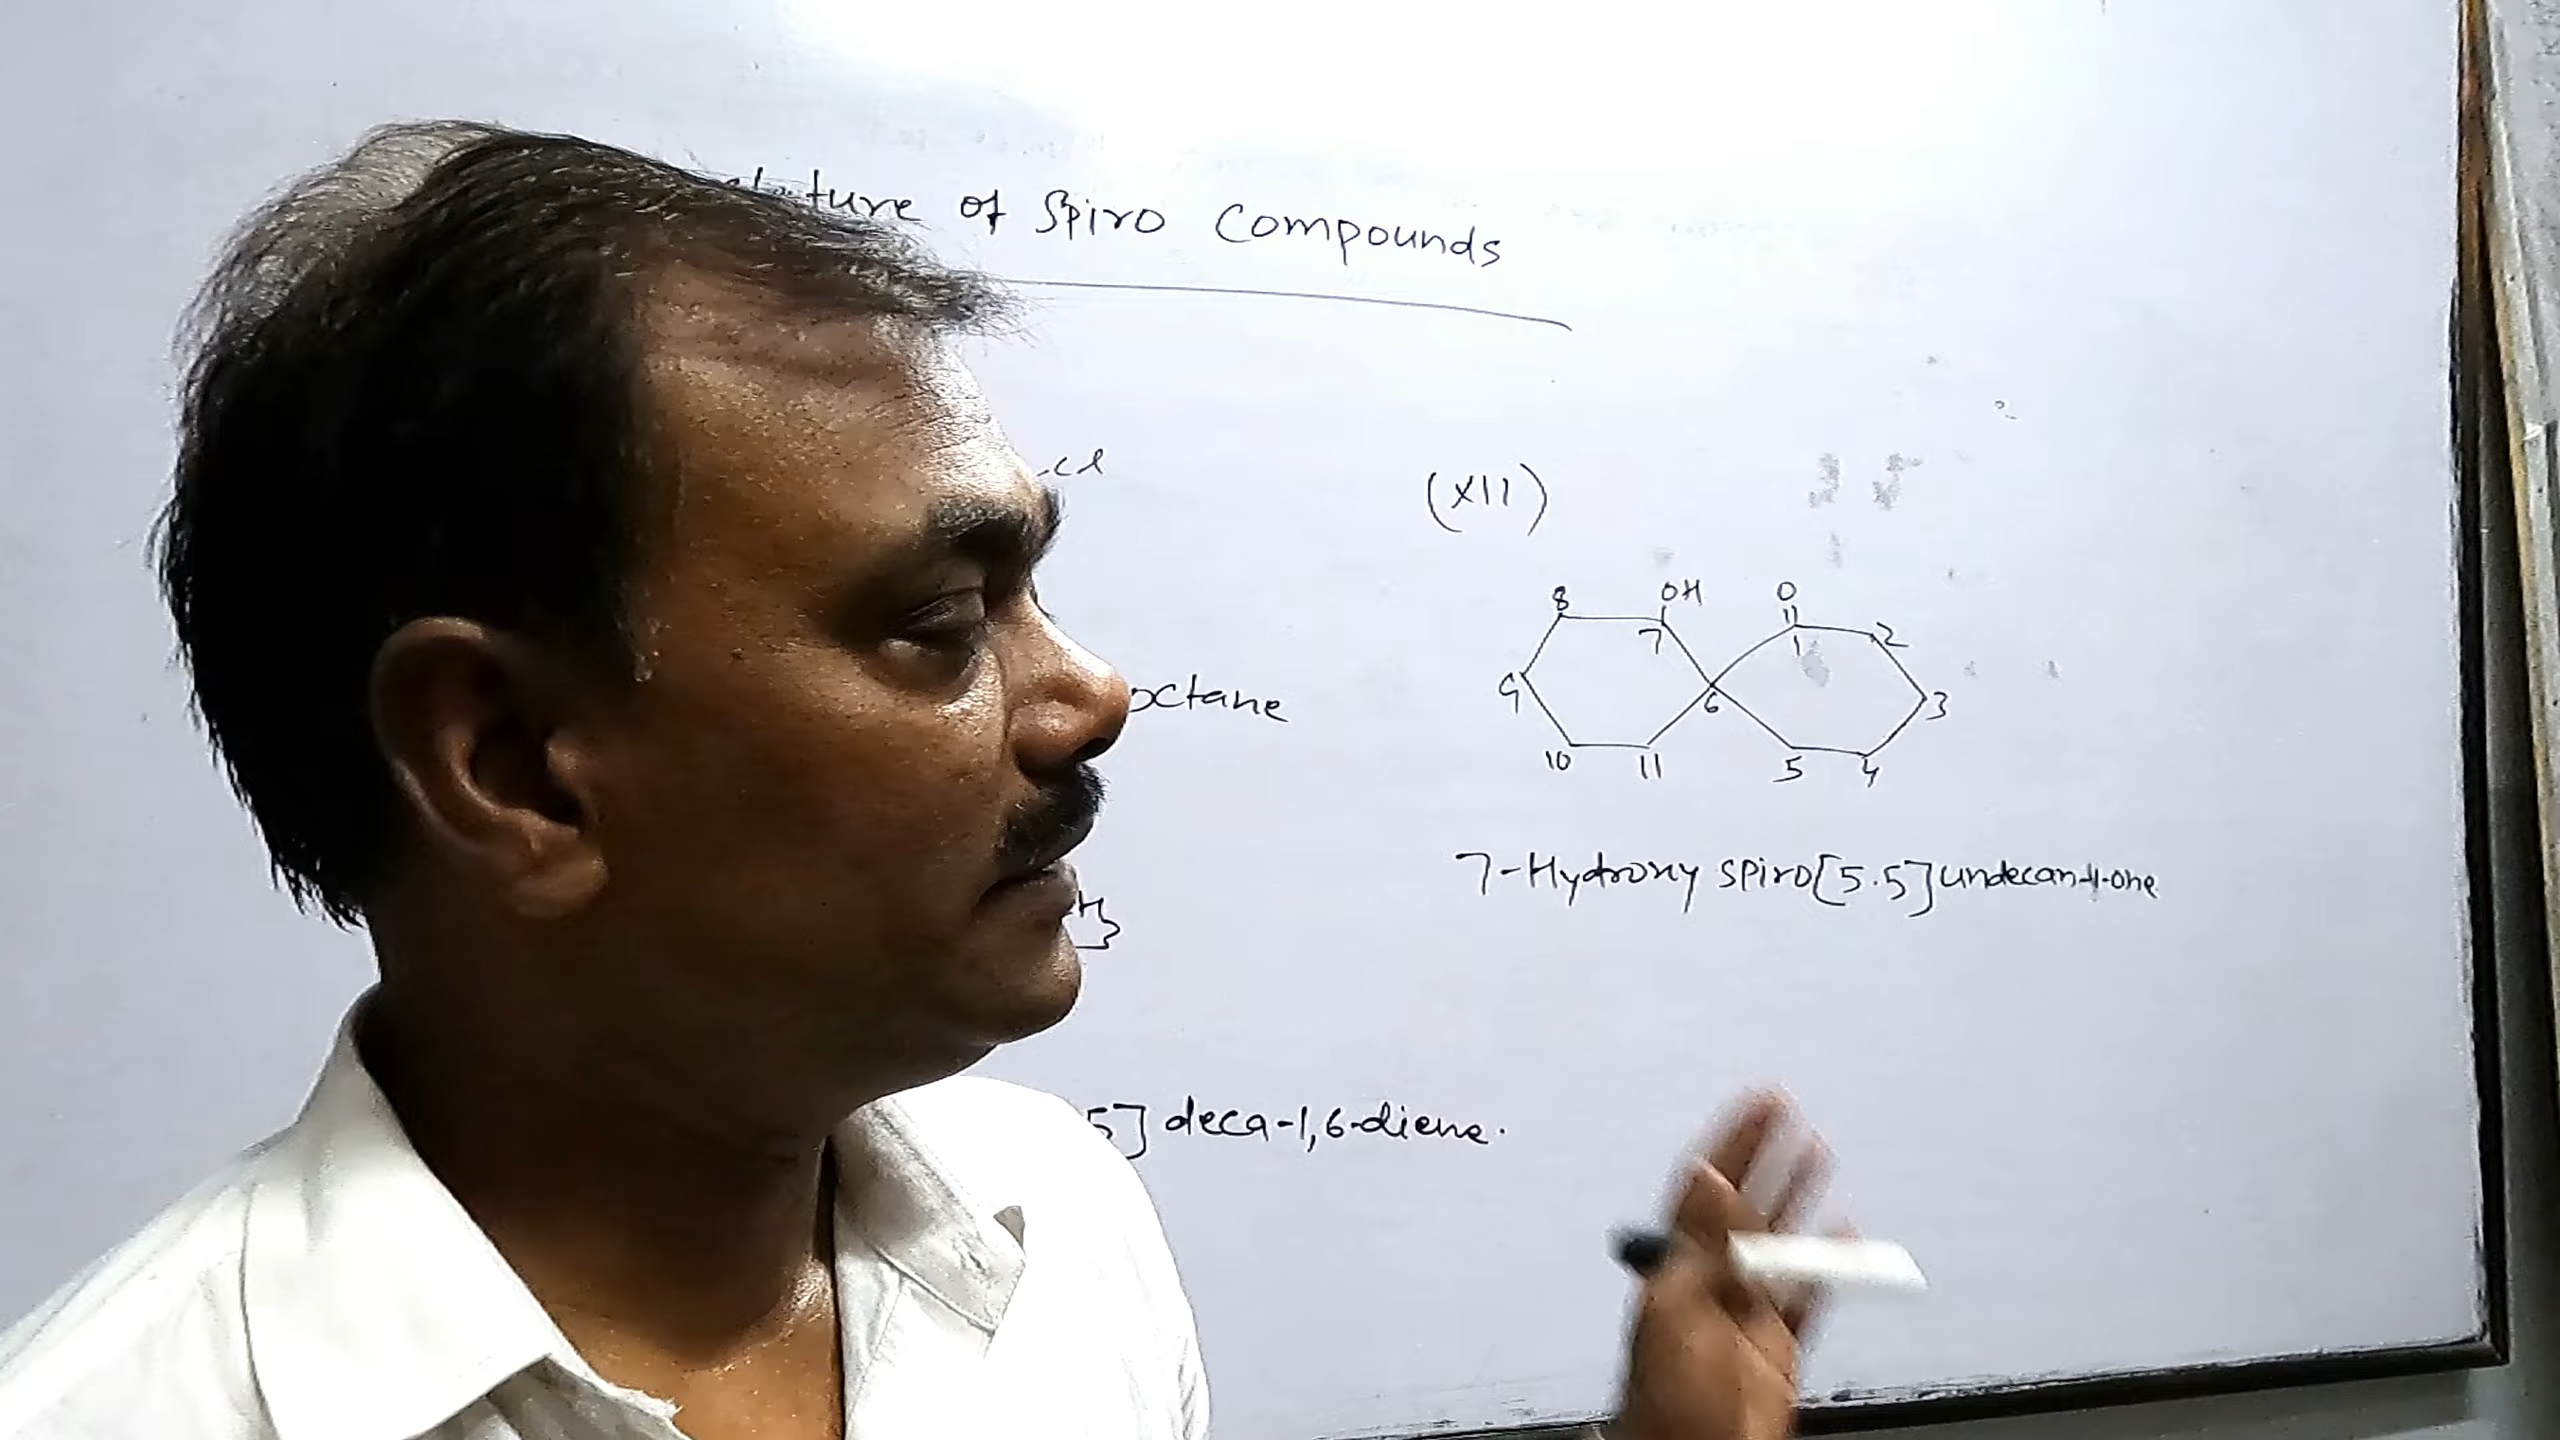 of Spiro Compounds
cl
(XII)
OH O
8 7 1 2
9 6 3
10 11 5 4
octane
7-Hydroxy spiro[5.5]undecan-1-one
5] deca-1,6-diene.